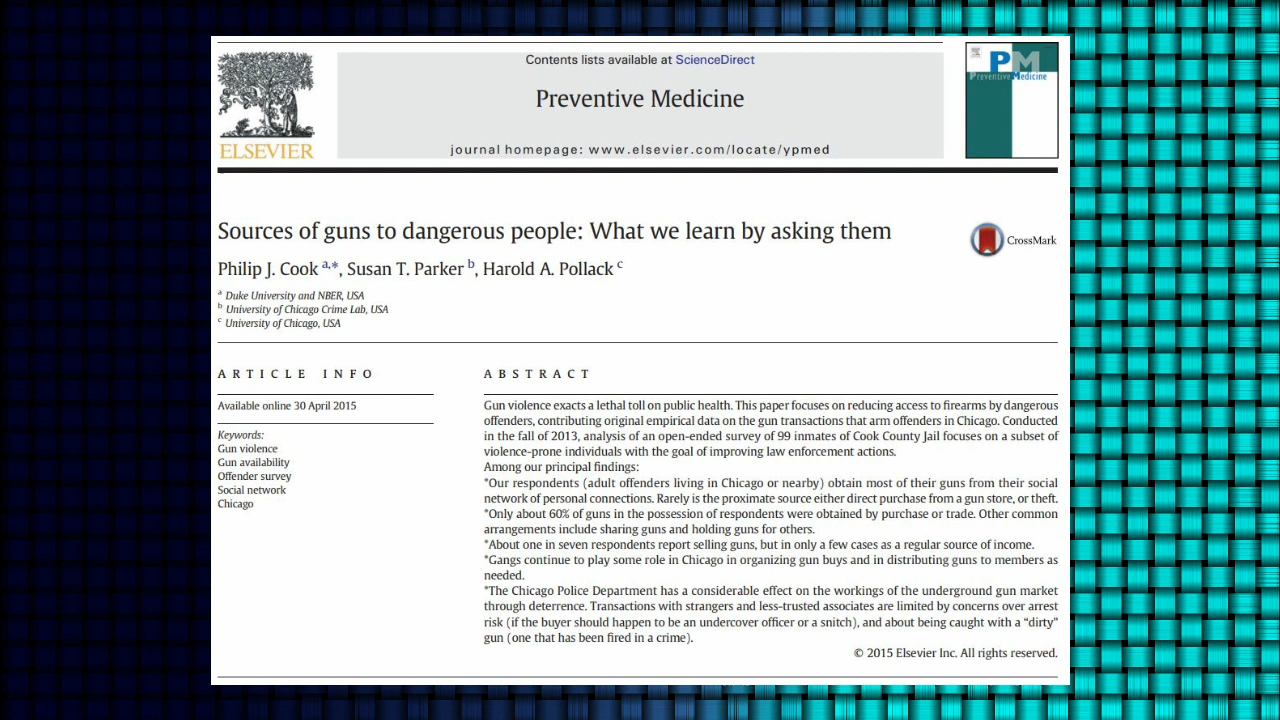 Contents lists available at ScienceDirect
Preventive Medicine
journal homepage: www.elsevier.com/locate/ypmed
ELSEVIER
PM
Preventive Medicine
Sources of guns to dangerous people: What we learn by asking them
CrossMark
Philip J. Cook a,*, Susan T. Parker b, Harold A. Pollack c
a Duke University and NBER, USA
b University of Chicago Crime Lab, USA
c University of Chicago, USA
ARTICLE INFO
Available online 30 April 2015
Keywords:
Gun violence
Gun availability
Offender survey
Social network
Chicago
ABSTRACT
Gun violence exacts a lethal toll on public health. This paper focuses on reducing access to firearms by dangerous
offenders, contributing original empirical data on the gun transactions that arm offenders in Chicago. Conducted
in the fall of 2013, analysis of an open-ended survey of 99 inmates of Cook County Jail focuses on a subset of
violence-prone individuals with the goal of improving law enforcement actions.
Among our principal findings:
*Our respondents (adult offenders living in Chicago or nearby) obtain most of their guns from their social
network of personal connections. Rarely is the proximate source either direct purchase from a gun store, or theft.
*Only about 60% of guns in the possession of respondents were obtained by purchase or trade. Other common
arrangements include sharing guns and holding guns for others.
*About one in seven respondents report selling guns, but in only a few cases as a regular source of income.
*Gangs continue to play some role in Chicago in organizing gun buys and in distributing guns to members as
needed.
*The Chicago Police Department has a considerable effect on the workings of the underground gun market
through deterrence. Transactions with strangers and less-trusted associates are limited by concerns over arrest
risk (if the buyer should happen to be an undercover officer or a snitch), and about being caught with a “dirty”
gun (one that has been fired in a crime).
© 2015 Elsevier Inc. All rights reserved.